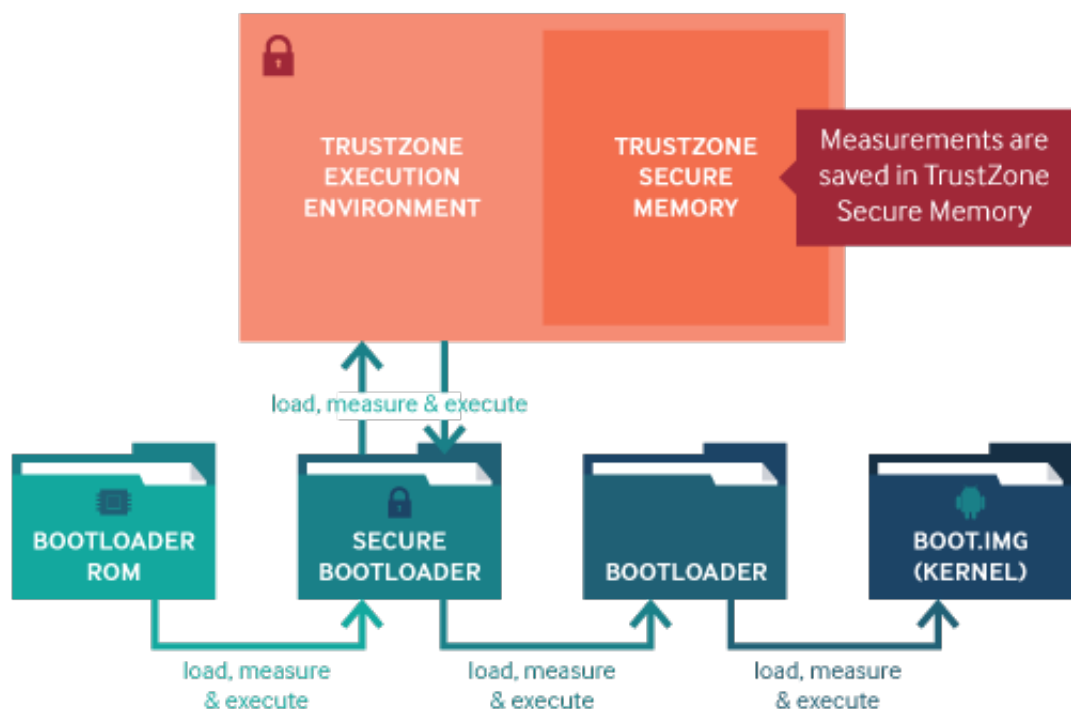 TRUSTZONE
EXECUTION
ENVIRONMENT
TRUSTZONE
SECURE
MEMORY
Measurements are
saved in TrustZone
Secure Memory
load, measure & execute
BOOTLOADER
ROM
SECURE
BOOTLOADER
BOOTLOADER
BOOT.IMG
(KERNEL)
load, measure
& execute
load, measure
& execute
load, measure
& execute